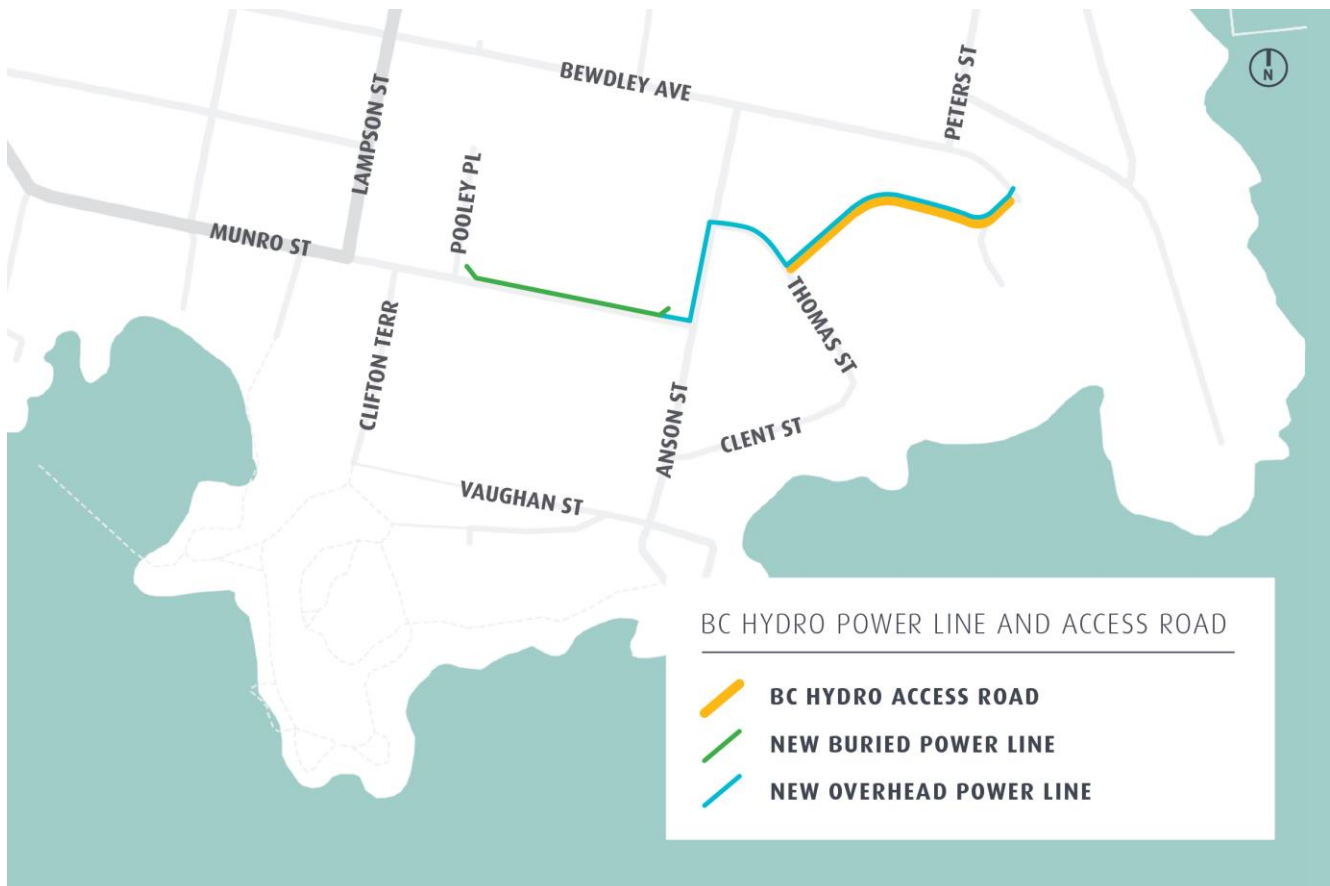 BEWDLEY AVE
PETERS ST
N
LAMPSON ST
POOLEY PL
MUNRO ST
CLIFTON TERR
THOMAS ST
ANSON ST
CLENT ST
VAUGHAN ST
BC HYDRO POWER LINE AND ACCESS ROAD
BC HYDRO ACCESS ROAD
NEW BURIED POWER LINE
NEW OVERHEAD POWER LINE